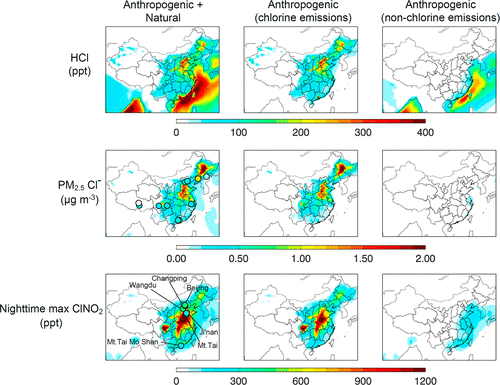 Anthropogenic + Natural
Anthropogenic (chlorine emissions)
Anthropogenic (non-chlorine emissions)
HCl (ppt)
0 100 200 300 400
PM2.5 Cl⁻ (μg m-3)
0.00 0.50 1.00 1.50 2.00
Nighttime max ClNO2 (ppt)
Changping
Wangdu
Beijing
Ji'nan
Mt.Tai Mo Shan
Mt.Tai
0 300 600 900 1200